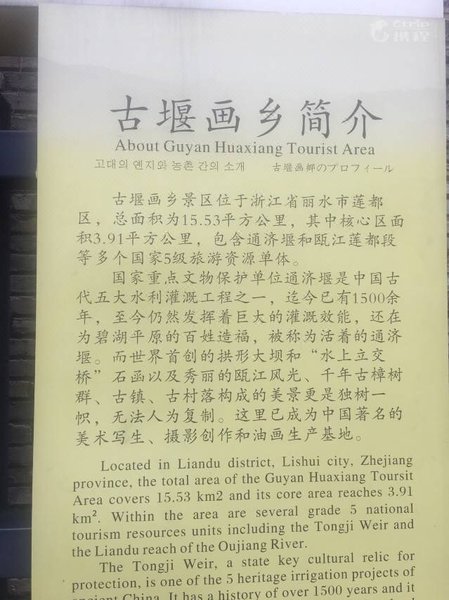 Ctrip
携程
古堰画乡简介
About Guyan Huaxiang Tourist Area
고대의 옌지와 농촌 간의 소개 古堰画郷のプロフィール
古堰画乡景区位于浙江省丽水市莲都
区，总面积为15.53平方公里，其中核心区面
积3.91平方公里，包含通济堰和瓯江莲都段
等多个国家5级旅游资源单体。
国家重点文物保护单位通济堰是中国古
代五大水利灌溉工程之一，迄今已有1500余
年，至今仍然发挥着巨大的灌溉效能，还在
为碧湖平原的百姓造福，被称为活着的通济
堰。而世界首创的拱形大坝和“水上立交
桥”石函以及秀丽的瓯江风光、千年古樟树
群、古镇、古村落构成的美景更是独树一
帜，无法人为复制。这里已成为中国著名的
美术写生、摄影创作和油画生产基地。
Located in Liandu district, Lishui city, Zhejiang
province, the total area of the Guyan Huaxiang Toursit
Area covers 15.53 km2 and its core area reaches 3.91
km². Within the area are several grade 5 national
tourism resources units including the Tongji Weir and
the Liandu reach of the Oujiang River.
The Tongji Weir, a state key cultural relic for
protection, is one of the 5 heritage irrigation projects of
ancient China. It has a history of over 1500 years and it